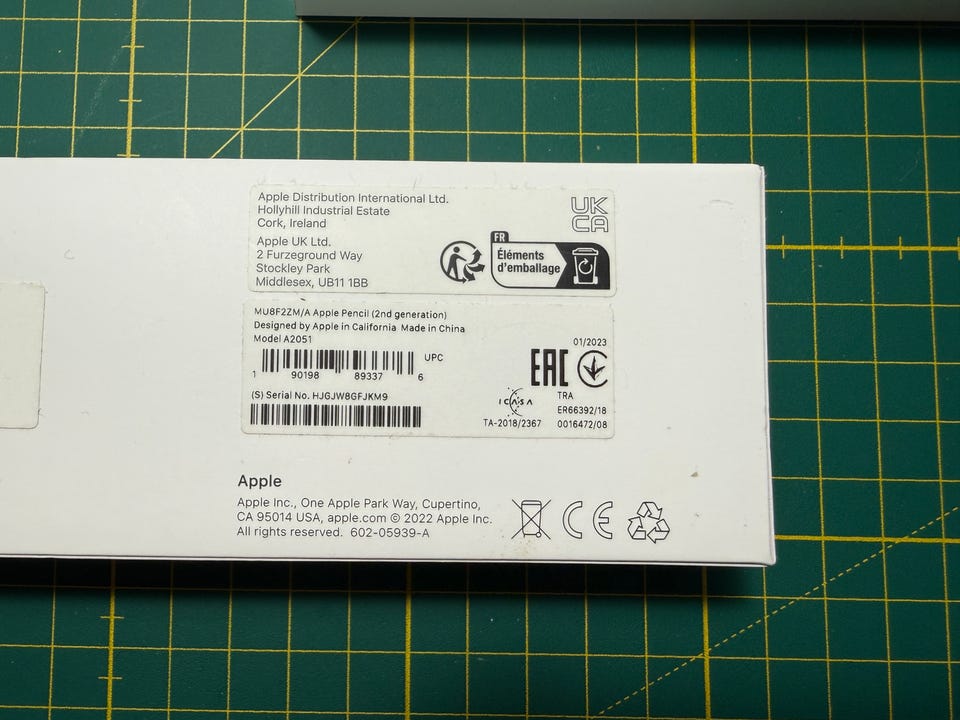 Apple Distribution International Ltd.
Hollyhill Industrial Estate
Cork, Ireland
Apple UK Ltd.
2 Furzeground Way
Stockley Park
Middlesex, UB11 1BB
UK
CA
FR
Éléments
d'emballage
MU8F2ZM/A Apple Pencil (2nd generation)
Designed by Apple in California Made in China
Model A2051
UPC
1 90198 89337 6
(S) Serial No. HJGJW8GFJKM9
01/2023
EAC
ICASA
TA-2018/2367
TRA
ER66392/18
0016472/08
Apple
Apple Inc., One Apple Park Way, Cupertino,
CA 95014 USA, apple.com © 2022 Apple Inc.
All rights reserved. 602-05939-A
CE